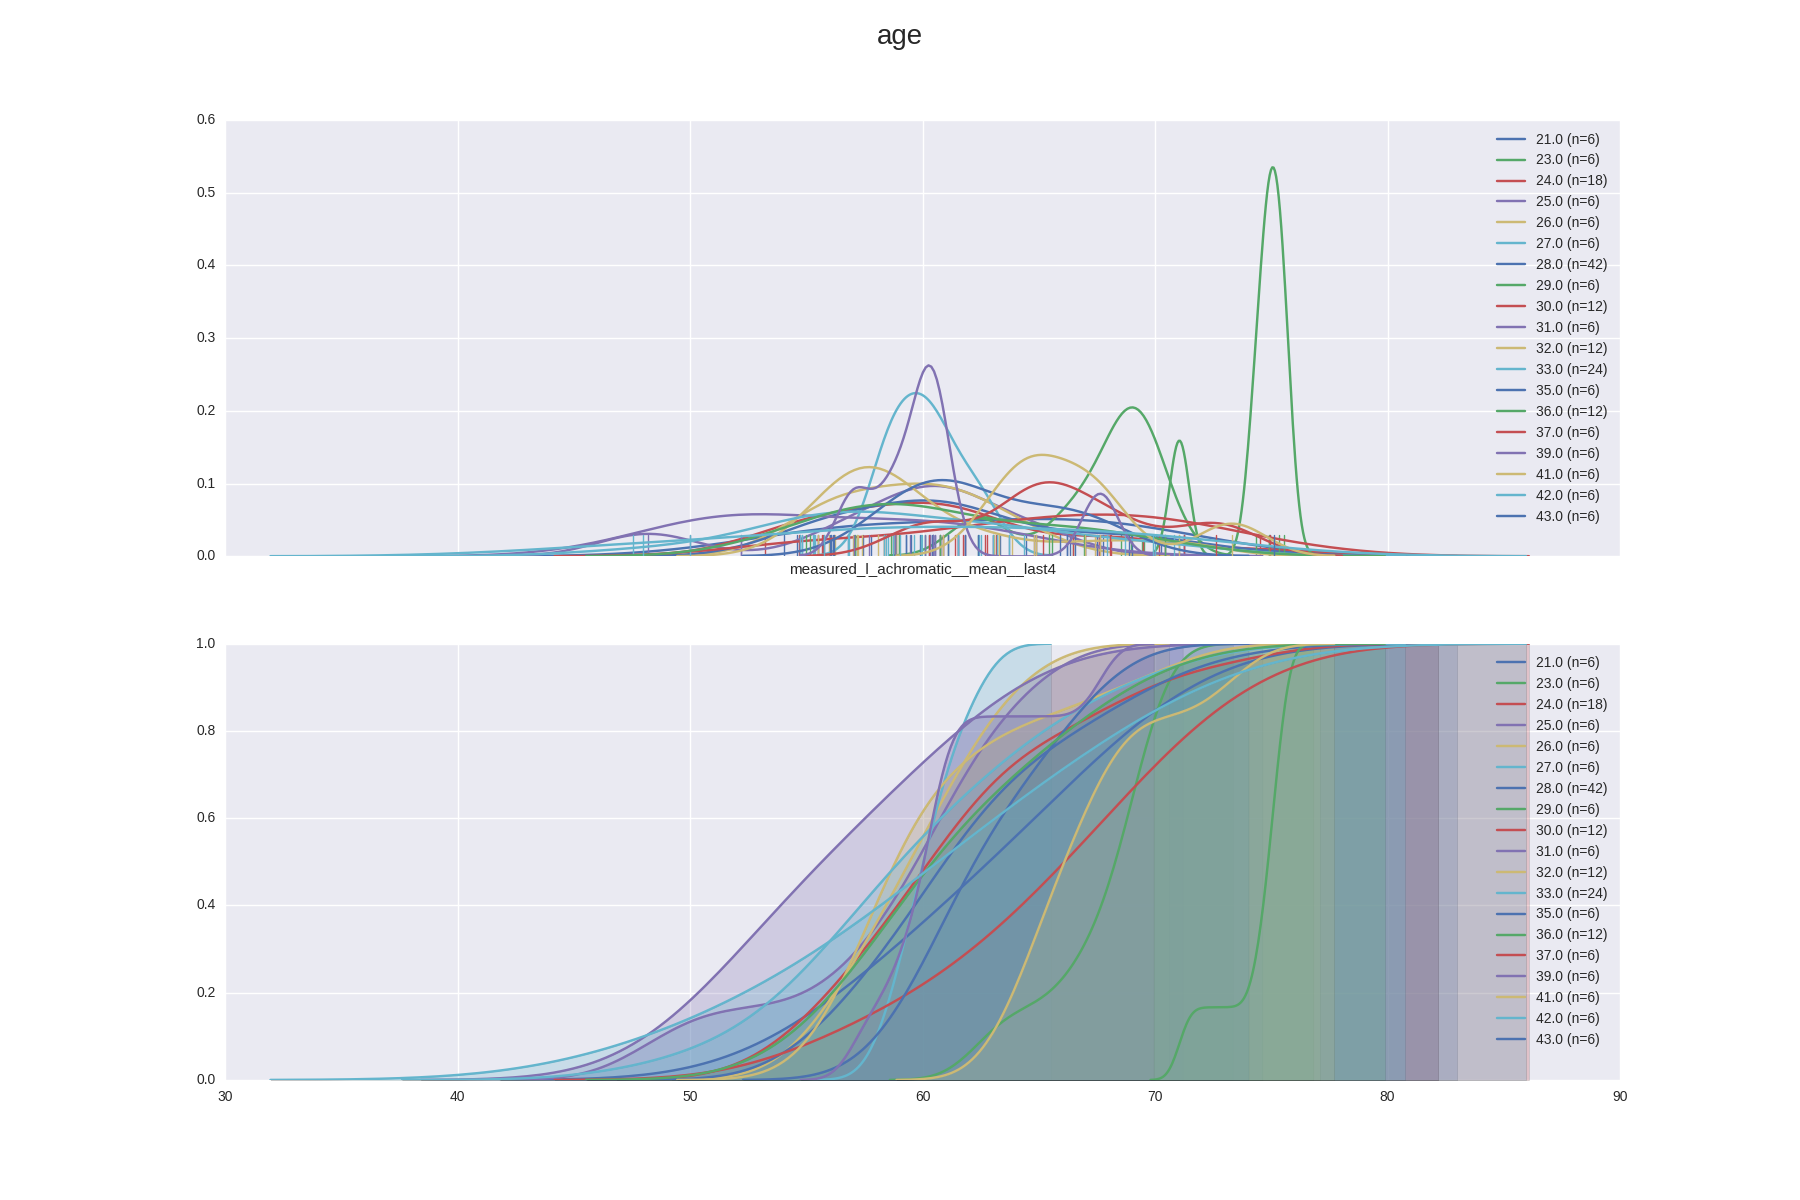 age
0.6
0.5
0.4
0.3
0.2
0.1
0.0
21.0 (n=6)
23.0 (n=6)
24.0 (n=18)
25.0 (n=6)
26.0 (n=6)
27.0 (n=6)
28.0 (n=42)
29.0 (n=6)
30.0 (n=12)
31.0 (n=6)
32.0 (n=12)
33.0 (n=24)
35.0 (n=6)
36.0 (n=12)
37.0 (n=6)
39.0 (n=6)
41.0 (n=6)
42.0 (n=6)
43.0 (n=6)
measured_l_achromatic__mean__last4
1.0
0.8
0.6
0.4
0.2
0.0
21.0 (n=6)
23.0 (n=6)
24.0 (n=18)
25.0 (n=6)
26.0 (n=6)
27.0 (n=6)
28.0 (n=42)
29.0 (n=6)
30.0 (n=12)
31.0 (n=6)
32.0 (n=12)
33.0 (n=24)
35.0 (n=6)
36.0 (n=12)
37.0 (n=6)
39.0 (n=6)
41.0 (n=6)
42.0 (n=6)
43.0 (n=6)
30 40 50 60 70 80 90